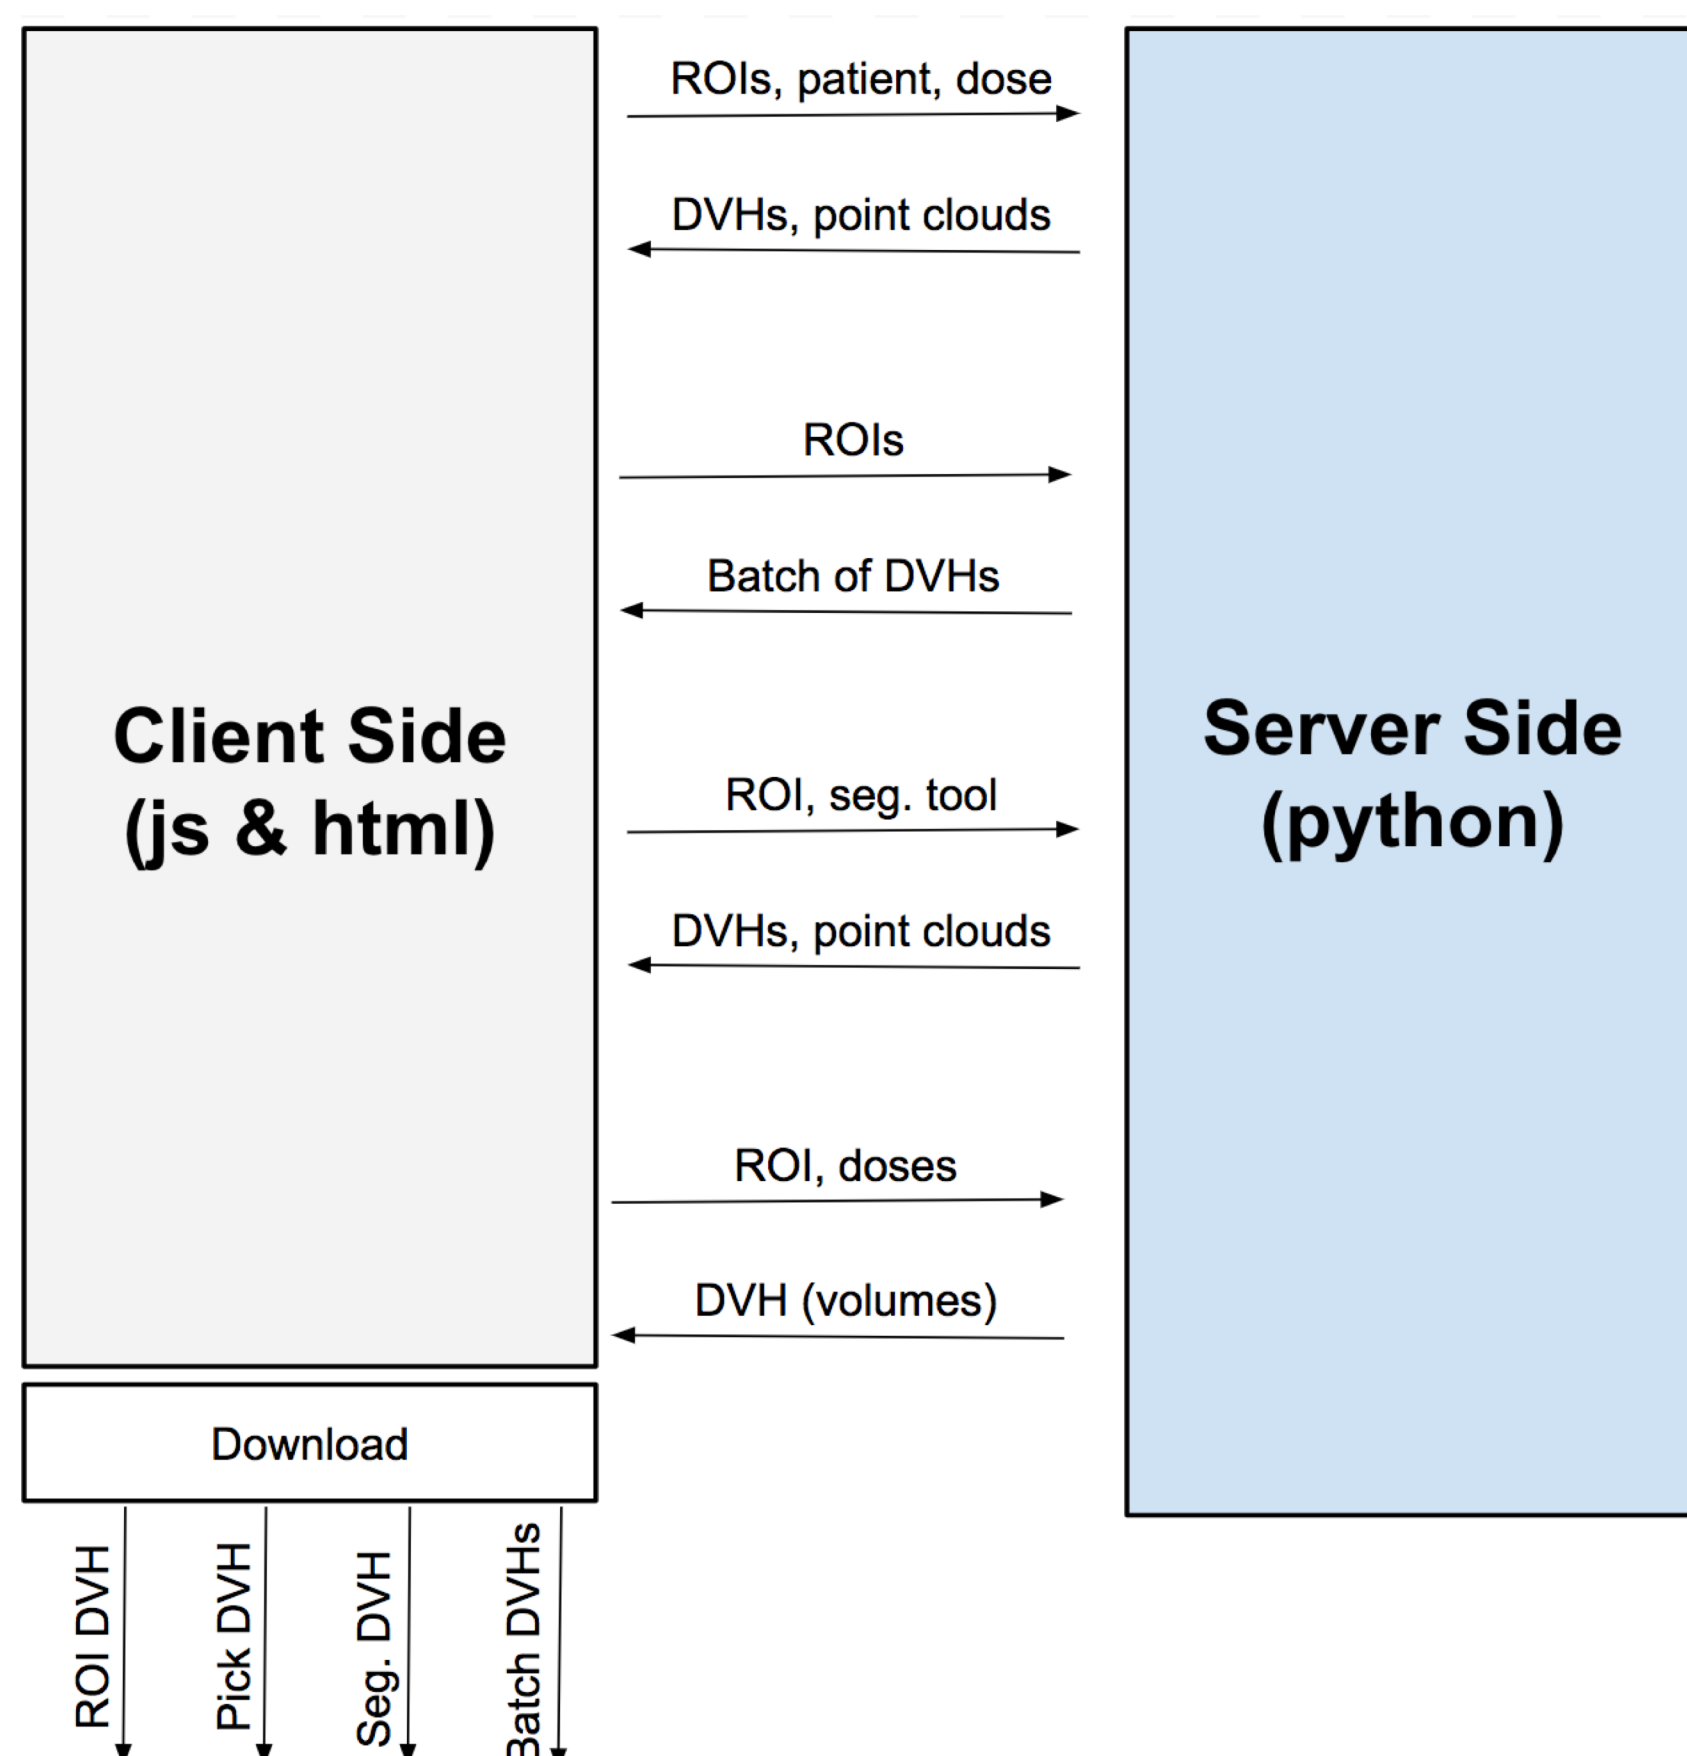 ROIs, patient, dose
DVHs, point clouds
ROIs
Batch of DVHs
Client Side
(js & html)
Server Side
(python)
ROI, seg. tool
DVHs, point clouds
ROI, doses
DVH (volumes)
Download
ROI DVH
Pick DVH
Seg. DVH
Batch DVHs